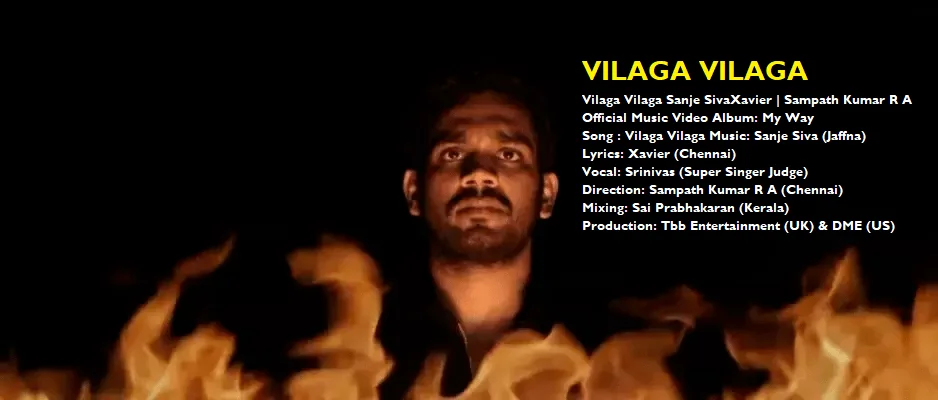 VILAGA VILAGA
Vilaga Vilaga Sanje SivaXavier | Sampath Kumar R A
Official Music Video Album: My Way
Song : Vilaga Vilaga Music: Sanje Siva (Jaffna)
Lyrics: Xavier (Chennai)
Vocal: Srinivas (Super Singer Judge)
Direction: Sampath Kumar R A (Chennai)
Mixing: Sai Prabhakaran (Kerala)
Production: Tbb Entertainment (UK) & DME (US)